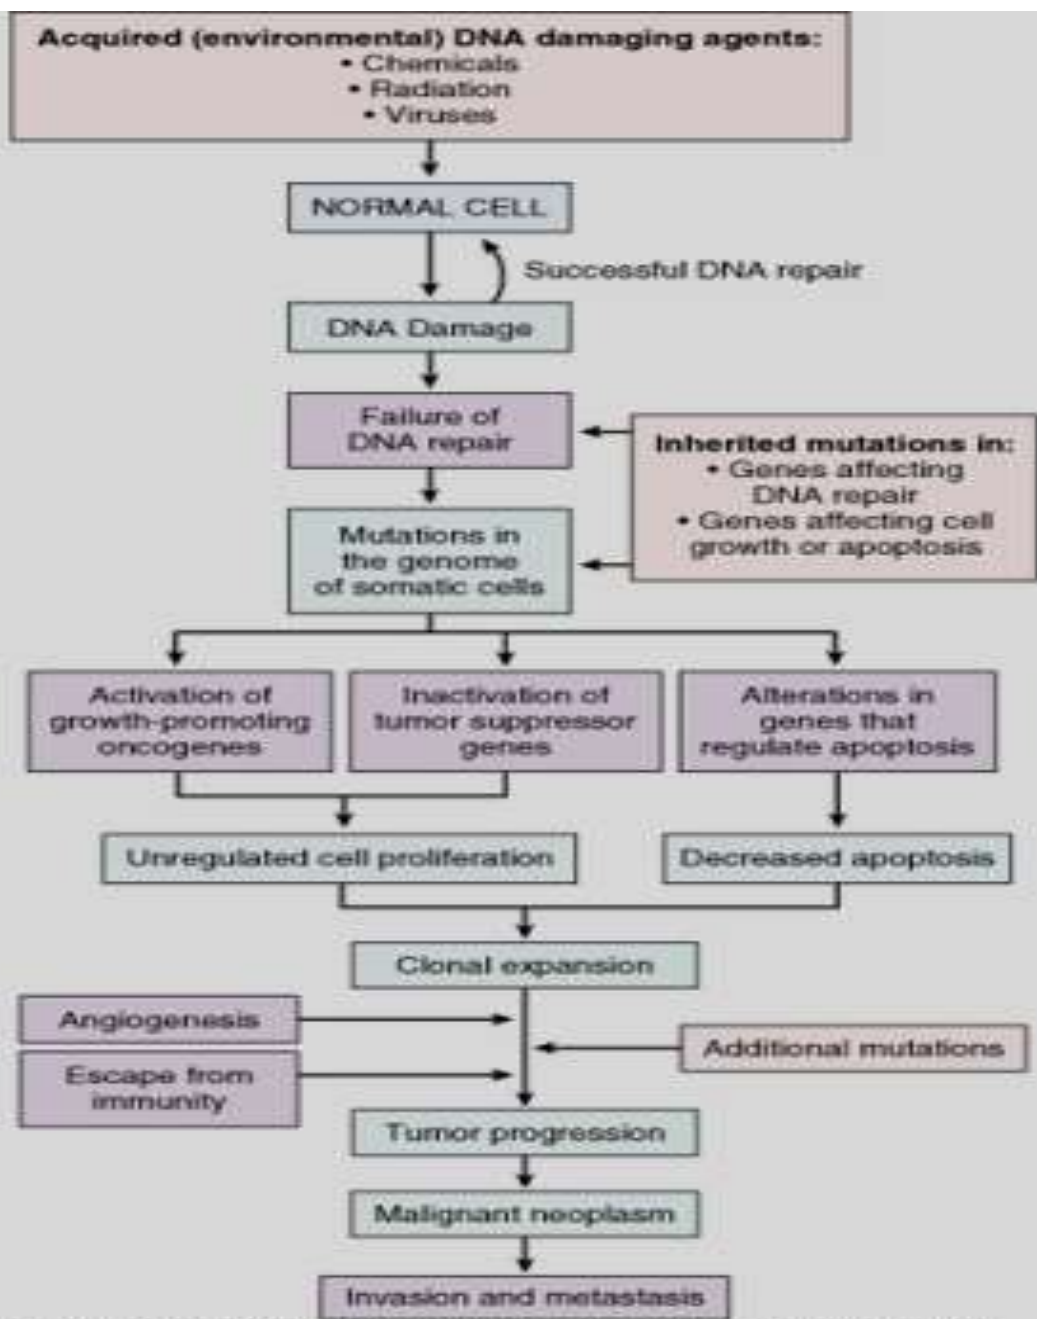 Acquired (environmental) DNA damaging agents:
• Chemicals
• Radiation
• Viruses
NORMAL CELL
Successful DNA repair
DNA Damage
Failure of
DNA repair
Inherited mutations in:
• Genes affecting
DNA repair
• Genes affecting cell
growth or apoptosis
Mutations in
the genome
of somatic cells
Activation of
growth-promoting
oncogenes
Inactivation of
tumor suppressor
genes
Alterations in
genes that
regulate apoptosis
Unregulated cell proliferation
Decreased apoptosis
Clonal expansion
Angiogenesis
Additional mutations
Escape from
immunity
Tumor progression
Malignant neoplasm
Invasion and metastasis